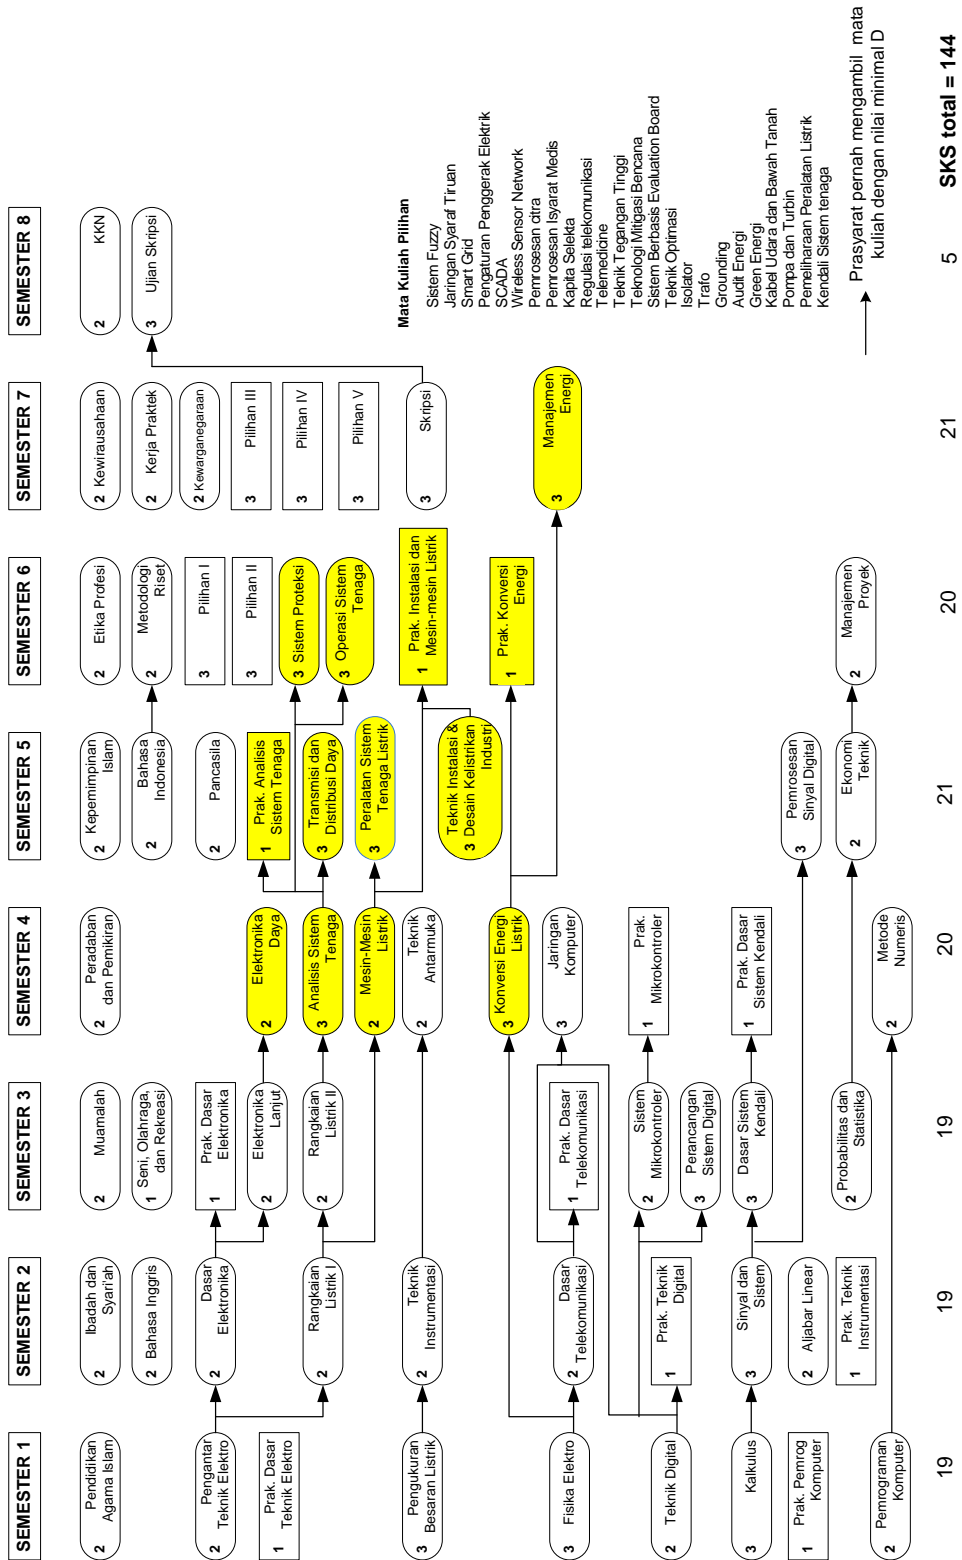 SEMESTER 1
2
Pendidikan
Agama Islam
2
Pengantar
Teknik Elektro
1
Prak. Dasar
Teknik Elektro
3
Pengukuran
Besaran Listrik
3
Fisika Elektro
2
Teknik Digital
3
Kalkulus
1
Prak. Pemrog
Komputer
2
Pemrograman
Komputer
19
SEMESTER 2
2
Ibadah dan
Syari'ah
2
Bahasa Inggris
2
Dasar
Elektronika
2
Rangkaian
Listrik I
2
Teknik
Instrumentasi
2
Dasar
Telekomunikasi
1
Prak. Teknik
Digital
3
Sinyal dan
Sistem
2
Aljabar Linear
1
Prak. Teknik
Instrumentasi
19
SEMESTER 3
2
Muamalah
1
Seni, Olahraga,
dan Rekreasi
1
Prak. Dasar
Elektronika
2
Elektronika
Lanjut
2
Rangkaian
Listrik II
1
Prak. Dasar
Telekomunikasi
2
Sistem
Mikrokontroler
3
Perancangan
Sistem Digital
3
Dasar Sistem
Kendali
2
Probabilitas dan
Statistika
19
SEMESTER 4
2
Peradaban
dan Pemikiran
2
Elektronika
Daya
3
Analisis Sistem
Tenaga
2
Mesin-Mesin
Listrik
2
Teknik
Antarmuka
3
Konversi Energi
Listrik
3
Jaringan
Komputer
1
Prak.
Mikrokontroler
1
Prak. Dasar
Sistem Kendali
2
Metode
Numeris
20
SEMESTER 5
2
Kepemimpinan
Islam
2
Bahasa
Indonesia
2
Pancasila
1
Prak. Analisis
Sistem Tenaga
3
Transmisi dan
Distribusi Daya
3
Peralatan Sistem
Tenaga Listrik
3
Teknik Instalasi &
Desain Kelistrikan
Industri
3
Pemrosesan
Sinyal Digital
2
Ekonomi
Teknik
21
SEMESTER 6
2
Etika Profesi
2
Metodologi
Riset
3
Pilihan I
3
Pilihan II
3
Sistem Proteksi
3
Operasi Sistem
Tenaga
1
Prak. Instalasi dan
Mesin-mesin Listrik
1
Prak. Konversi
Energi
2
Manajemen
Proyek
20
SEMESTER 7
2
Kewirausahaan
2
Kerja Praktek
2
Kewarganegaraan
3
Pilihan III
3
Pilihan IV
3
Pilihan V
3
Skripsi
3
Manajemen
Energi
21
SEMESTER 8
2
KKN
3
Ujian Skripsi
5
Mata Kuliah Pilihan
Sistem Fuzzy
Jaringan Syaraf Tiruan
Smart Grid
Pengaturan Penggerak Elektrik
SCADA
Wireless Sensor Network
Pemrosesan dtra
Pemrosesan Isyarat Medis
Kapita Selekta
Regulasi telekomunikasi
Telemedicine
Teknik Tegangan Tinggi
Teknologi Mitigasi Bencana
Sistem Berbasis Evaluation Board
Teknik Optimasi
Isolator
Trafo
Grounding
Audit Energi
Green Energi
Kabel Udara dan Bawah Tanah
Pompa dan Turbin
Pemeliharaan Peralatan Listrik
Kendali Sistem tenaga
Prasyarat pernah mengambil mata
kuliah dengan nilai minimal D
SKS total = 144